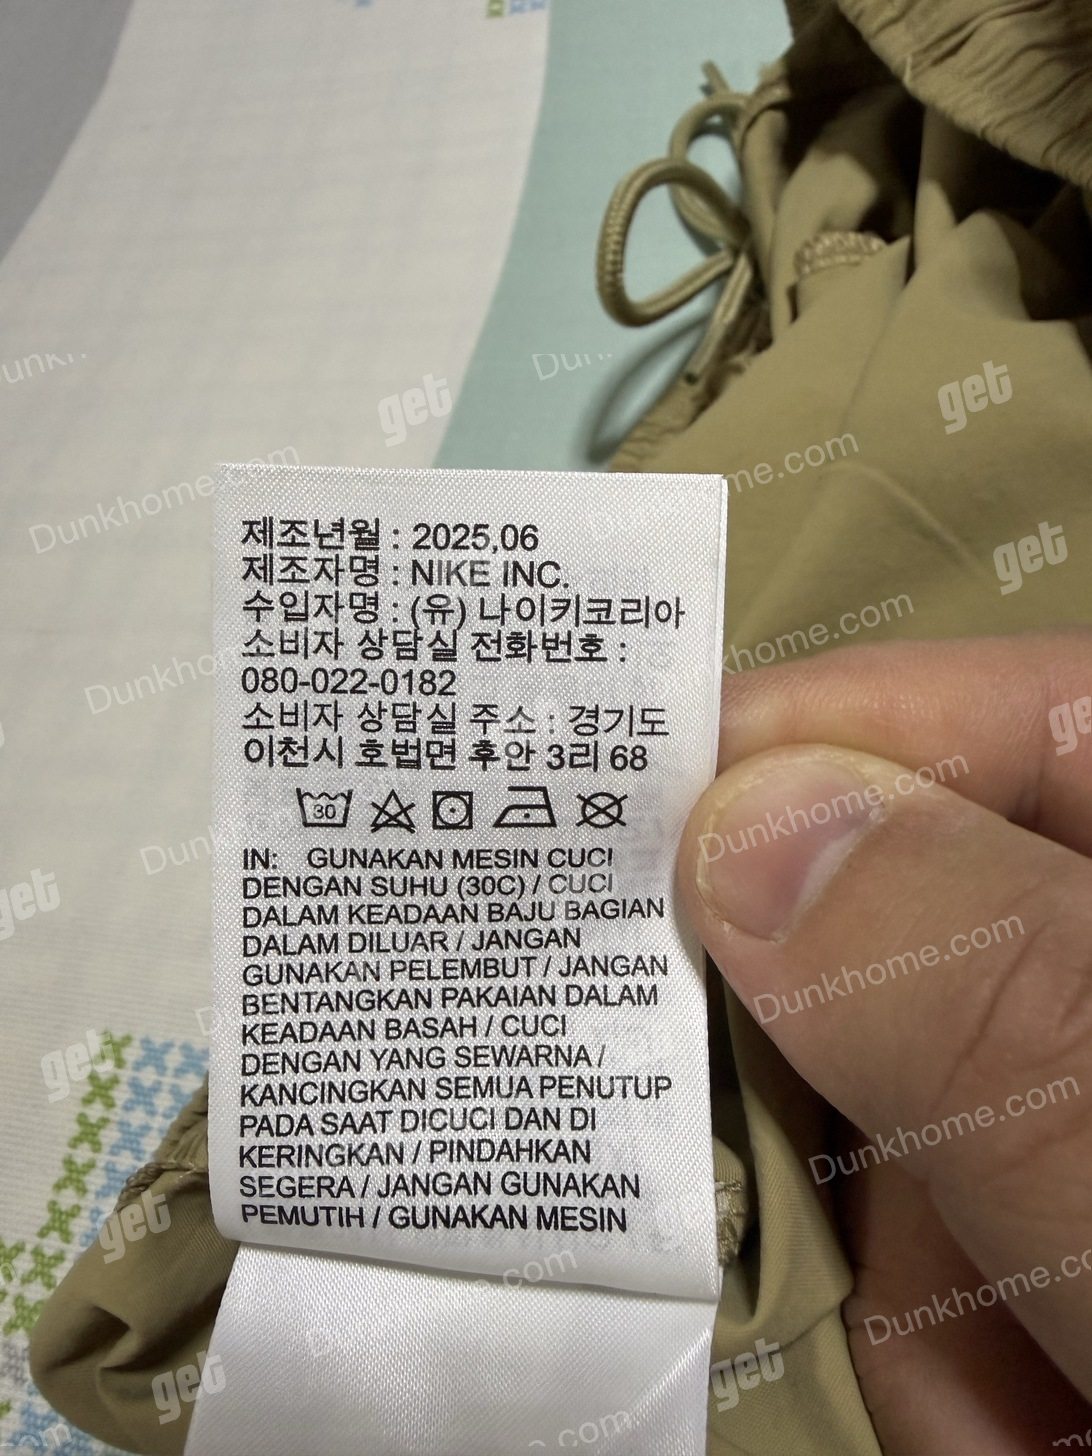 제조년월 : 2025,06
제조자명 : NIKE INC.
수입자명 : (유) 나이키코리아
소비자 상담실 전화번호 :
080-022-0182
소비자 상담실 주소 : 경기도
이천시 호법면 후안 3리 68
30
IN: GUNAKAN MESIN CUCI
DENGAN SUHU (30C) / CUCI
DALAM KEADAAN BAJU BAGIAN
DALAM DILUAR / JANGAN
GUNAKAN PELEMBUT / JANGAN
BENTANGKAN PAKAIAN DALAM
KEADAAN BASAH / CUCI
DENGAN YANG SEWARNA /
KANCINGKAN SEMUA PENUTUP
PADA SAAT DICUCI DAN DI
KERINGKAN / PINDAHKAN
SEGERA / JANGAN GUNAKAN
PEMUTIH / GUNAKAN MESIN
get
Dunkhome.com